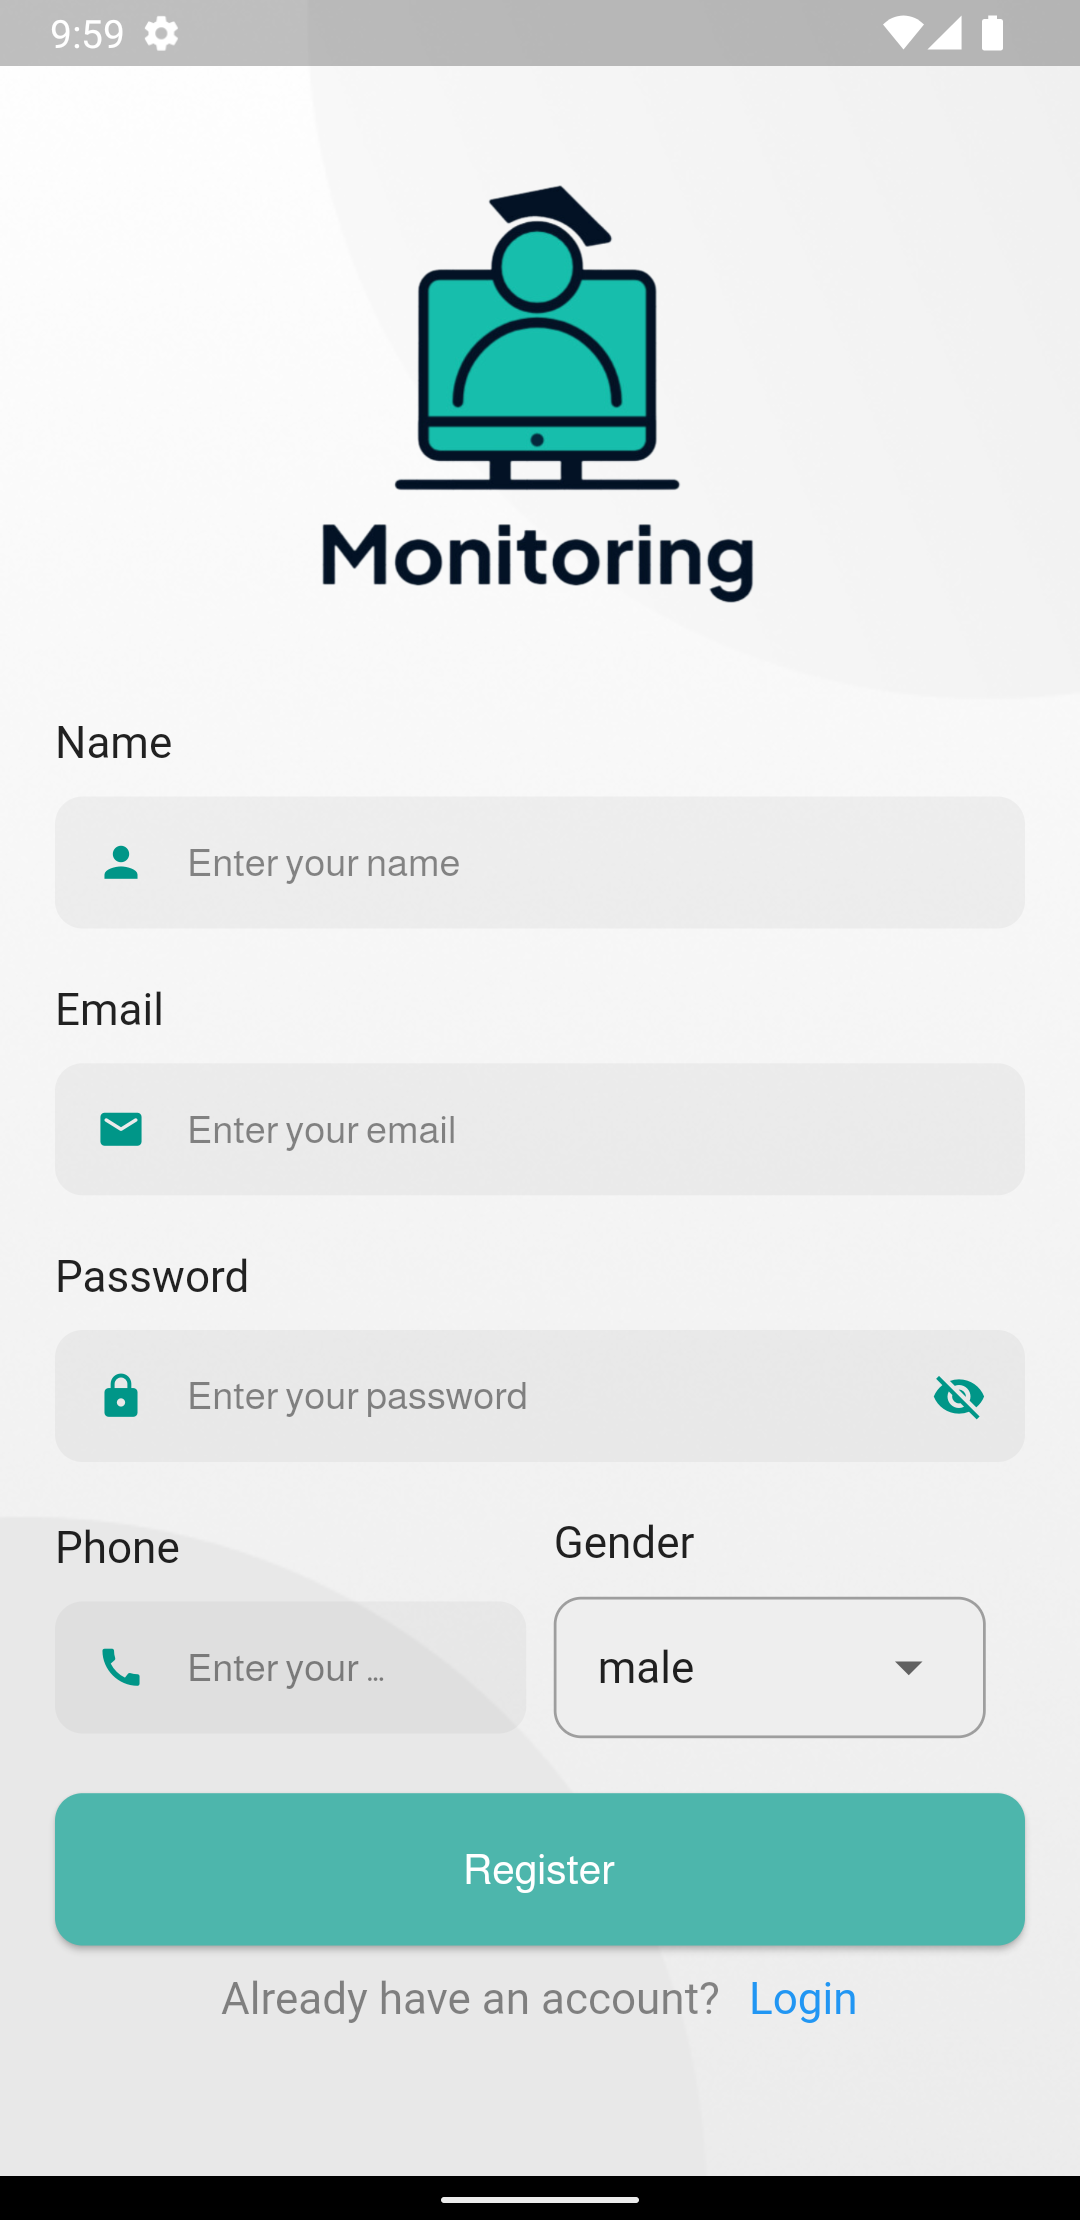 9:59
Monitoring
Name
Enter your name
Email
Enter your email
Password
Enter your password
Phone
Gender
Enter your ...
male
Register
Already have an account? Login